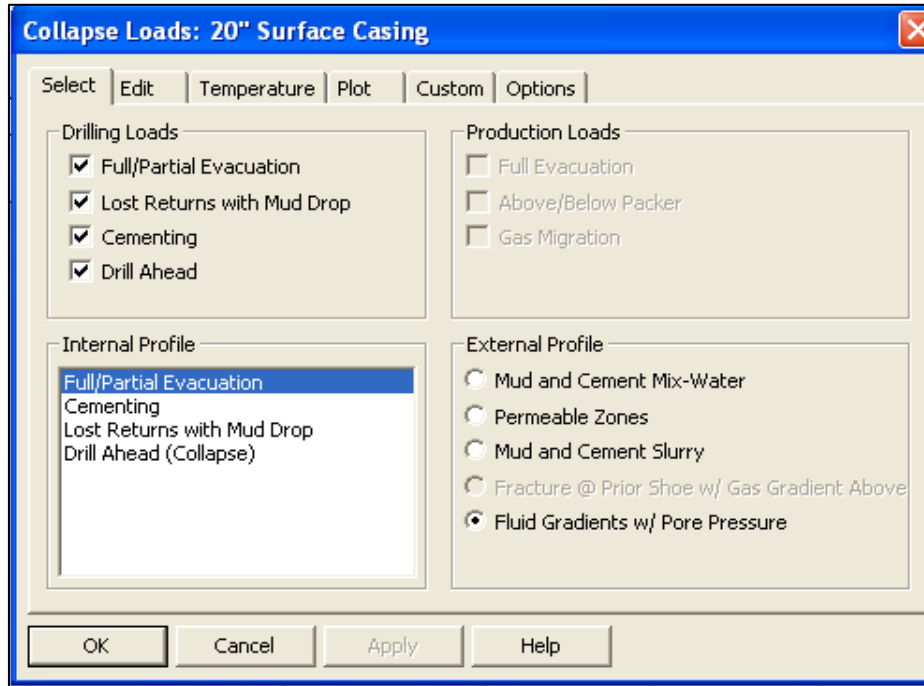 Collapse Loads: 20" Surface Casing
Select Edit Temperature Plot Custom Options
Drilling Loads
Full/Partial Evacuation
Lost Returns with Mud Drop
Cementing
Drill Ahead
Production Loads
Full Evacuation
Above/Below Packer
Gas Migration
Internal Profile
Full/Partial Evacuation
Cementing
Lost Returns with Mud Drop
Drill Ahead (Collapse)
External Profile
Mud and Cement Mix-Water
Permeable Zones
Mud and Cement Slurry
Fracture @ Prior Shoe w/ Gas Gradient Above
Fluid Gradients w/ Pore Pressure
OK Cancel Apply Help